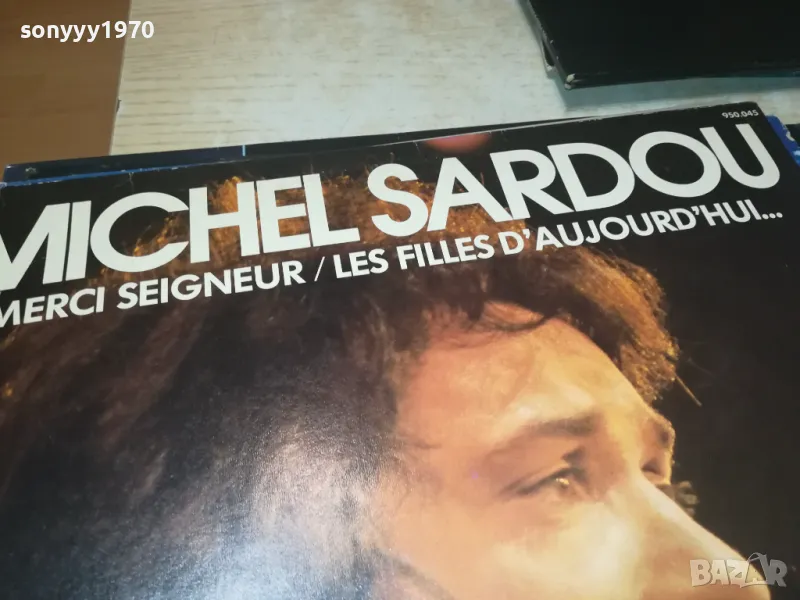 sonyyy1970
950.045
MICHEL SARDOU
MERCI SEIGNEUR / LES FILLES D'AUJOURD'HUI...
BAZAR